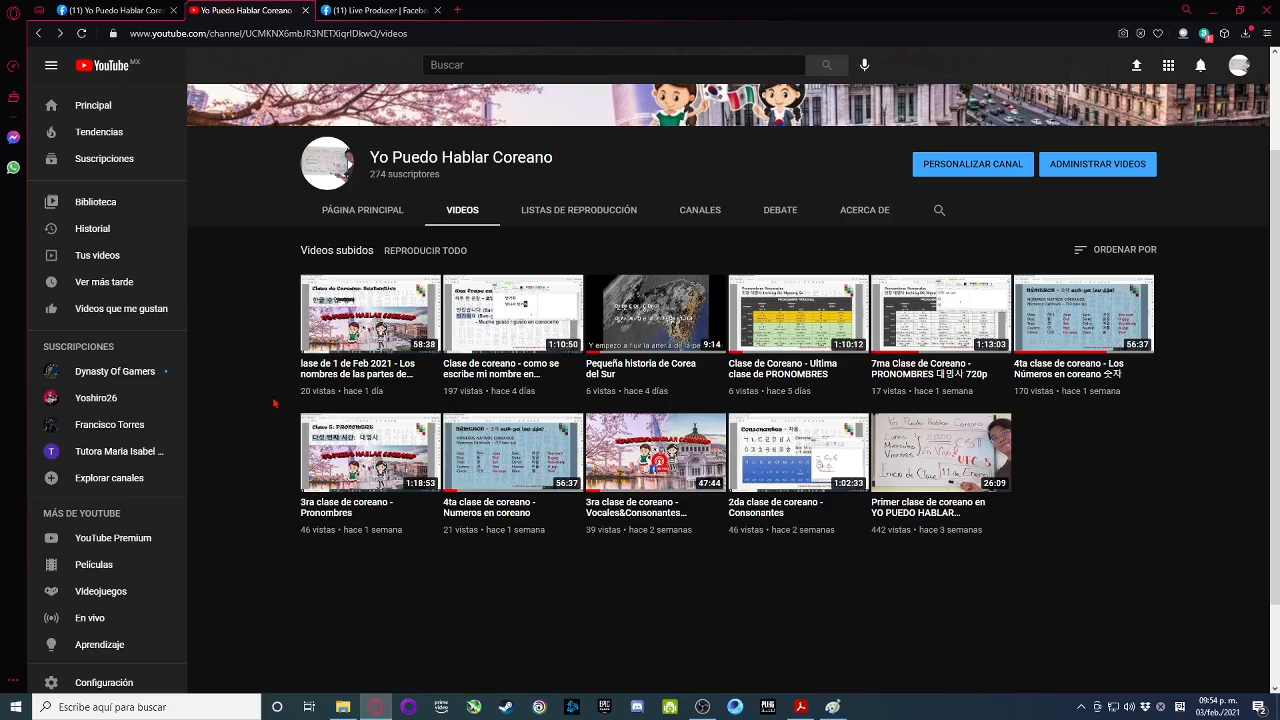 (11) Yo Puedo Hablar Corea
Yo Puedo Hablar Coreano
(11) Live Producer | Facebo
www.youtube.com/channel/UCMKNX6mbJR3NETXiqrIDkwQ/videos
YouTube MX
Buscar
Principal
Tendencias
Suscripciones
Biblioteca
Historial
Tus videos
Ver más tarde
Videos que me gustan
SUSCRIPCIONES
Dynasty Of Gamers
Yoshiro26
Francisco Torres
Tutora Maria Isabel ...
Explorar canales
MÁS DE YOUTUBE
YouTube Premium
Películas
Videojuegos
En vivo
Aprendizaje
Configuración
Yo Puedo Hablar Coreano
274 suscriptores
PERSONALIZAR CANAL
ADMINISTRAR VIDEOS
PÁGINA PRINCIPAL
VIDEOS
LISTAS DE REPRODUCCIÓN
CANALES
DEBATE
ACERCA DE
Videos subidos
REPRODUCIR TODO
ORDENAR POR
58:38
1:10:50
9:14
1:10:12
1:13:03
56:37
clase de 1 de Feb 2021 - Los nombres de las partes de...
20 vistas • hace 1 día
Clase de coreano - como se escribe mi nombre en...
197 vistas • hace 4 días
Pequeña historia de Corea del Sur
6 vistas • hace 4 días
Clase de Coreano - Ultima de PRONOMBRES
6 vistas • hace 5 días
7ma Clase de coreano - PRONOMBRES 대면사 720p
17 vistas • hace 1 semana
4ta clase de Coreano - Los Números en coreano 숫자
170 vistas • hace 1 semana
1:18:53
56:37
47:44
1:02:33
26:09
3ra clase de coreano - Pronombres
46 vistas • hace 1 semana
4ta clase de coreano - Numeros en coreano
21 vistas • hace 1 semana
3ra clase de coreano - Vocales&Consonantes...
39 vistas • hace 2 semanas
2da clase de coreano - Consonantes
46 vistas • hace 2 semanas
Primer clase de coreano en YO PUEDO HABLAR...
442 vistas • hace 3 semanas
Escribe aquí para buscar
09:54 p. m.
03/feb./2021